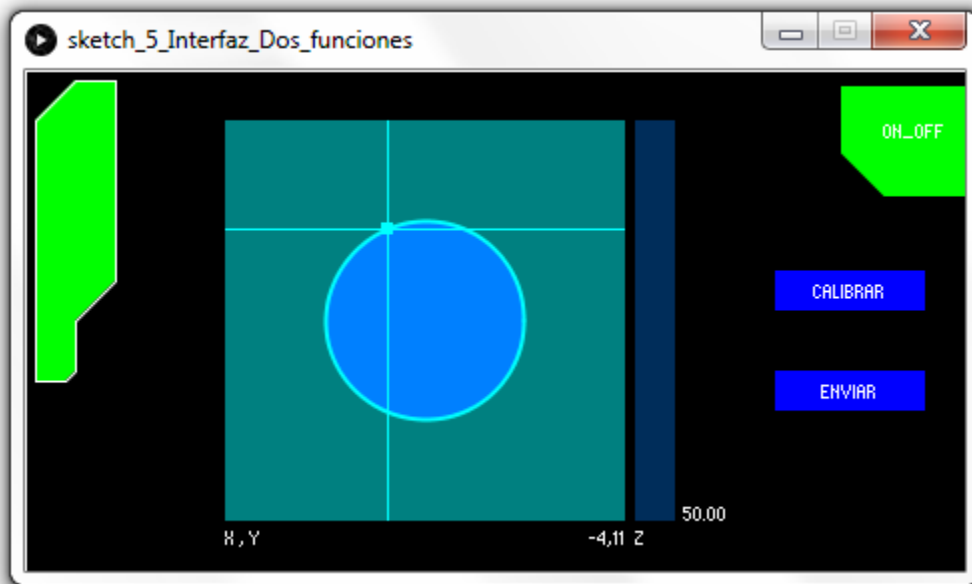 sketch_5_Interfaz_Dos_funciones
ON_OFF
CALIBRAR
ENVIAR
50.00
X,Y -4,11 Z